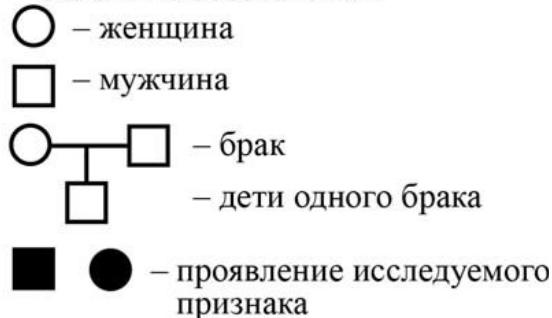 – женщина
– мужчина
– брак
– дети одного брака
– проявление исследуемого
признака